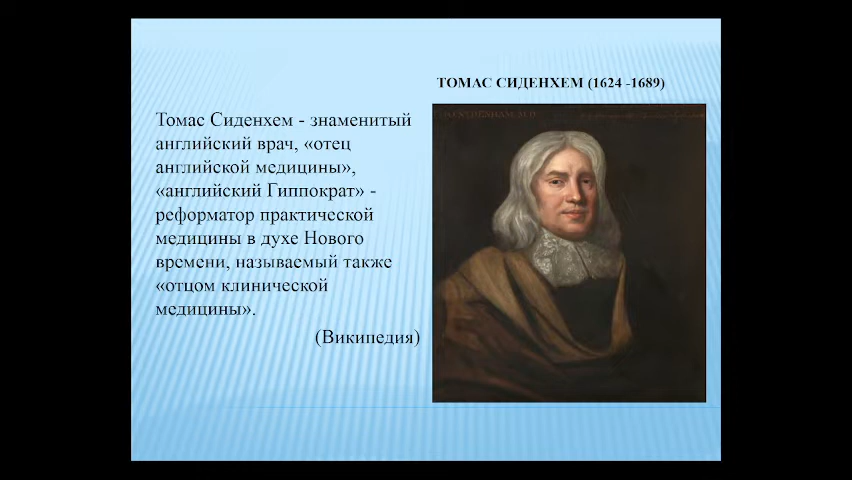 ТОМАС СИДЕНХЕМ (1624 -1689)
Томас Сиденхем - знаменитый
английский врач, «отец
английской медицины»,
«английский Гиппократ» -
реформатор практической
медицины в духе Нового
времени, называемый также
«отцом клинической
медицины».
(Википедия)